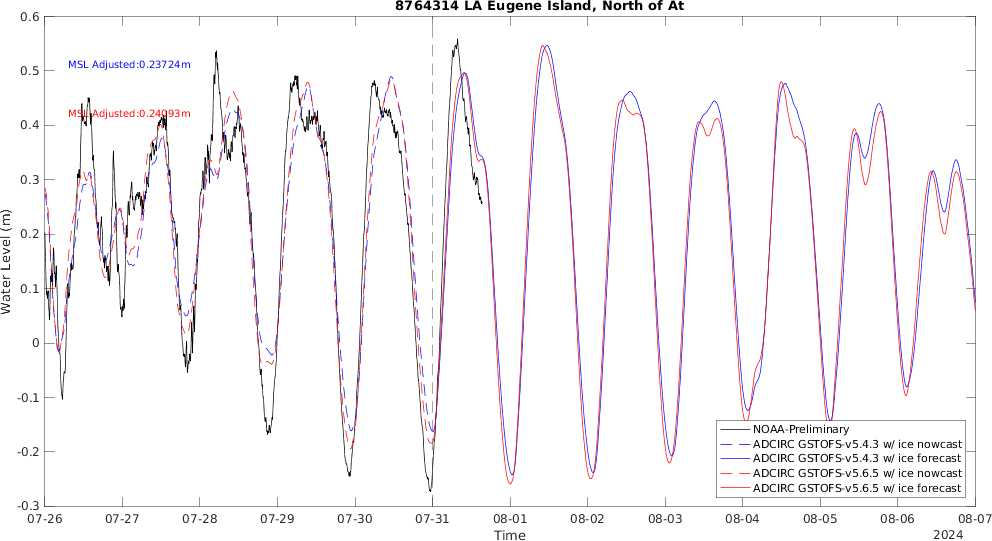 8764314 LA Eugene Island, North of At
MSL Adjusted:0.23724m
MSL Adjusted:0.24093m
Water Level (m)
0.6
0.5
0.4
0.3
0.2
0.1
0
-0.1
-0.2
-0.3
07-26 07-27 07-28 07-29 07-30 07-31 08-01 08-02 08-03 08-04 08-05 08-06 08-07
Time
2024
NOAA-Preliminary
ADCIRC GSTOFS-v5.4.3 w/ ice nowcast
ADCIRC GSTOFS-v5.4.3 w/ ice forecast
ADCIRC GSTOFS-v5.6.5 w/ ice nowcast
ADCIRC GSTOFS-v5.6.5 w/ ice forecast